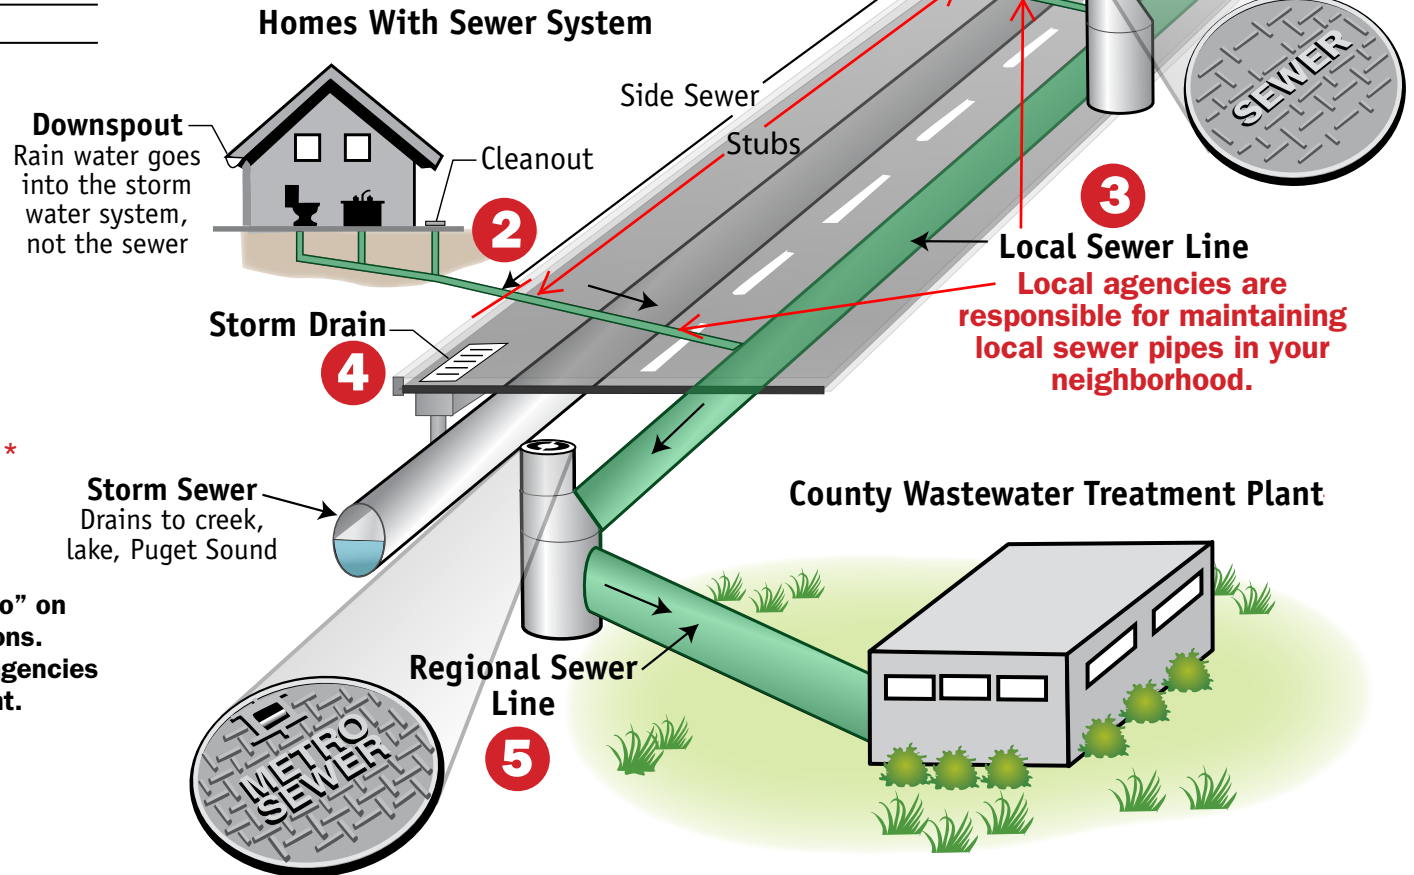 Homes With Sewer System
Side Sewer
Stubs
SEWER
Downspout
Rain water goes
into the storm
water system,
not the sewer
Cleanout
2
3
Local Sewer Line
Local agencies are
responsible for maintaining
local sewer pipes in your
neighborhood.
Storm Drain
4
*
Storm Sewer
Drains to creek,
lake, Puget Sound
County Wastewater Treatment Plant
o” on
ons.
gencies
t.
Regional Sewer
Line
5
METRO
SEWER